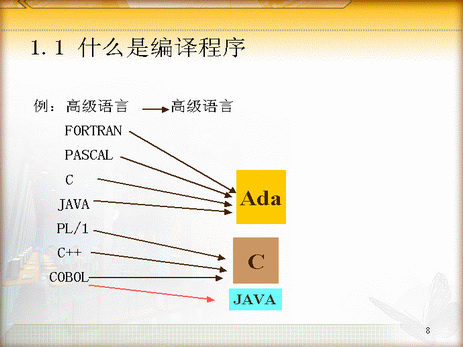 1.1 什么是编译程序
例：高级语言 → 高级语言
FORTRAN
PASCAL
C
JAVA
PL/1
C++
COBOL
Ada
C
JAVA
8